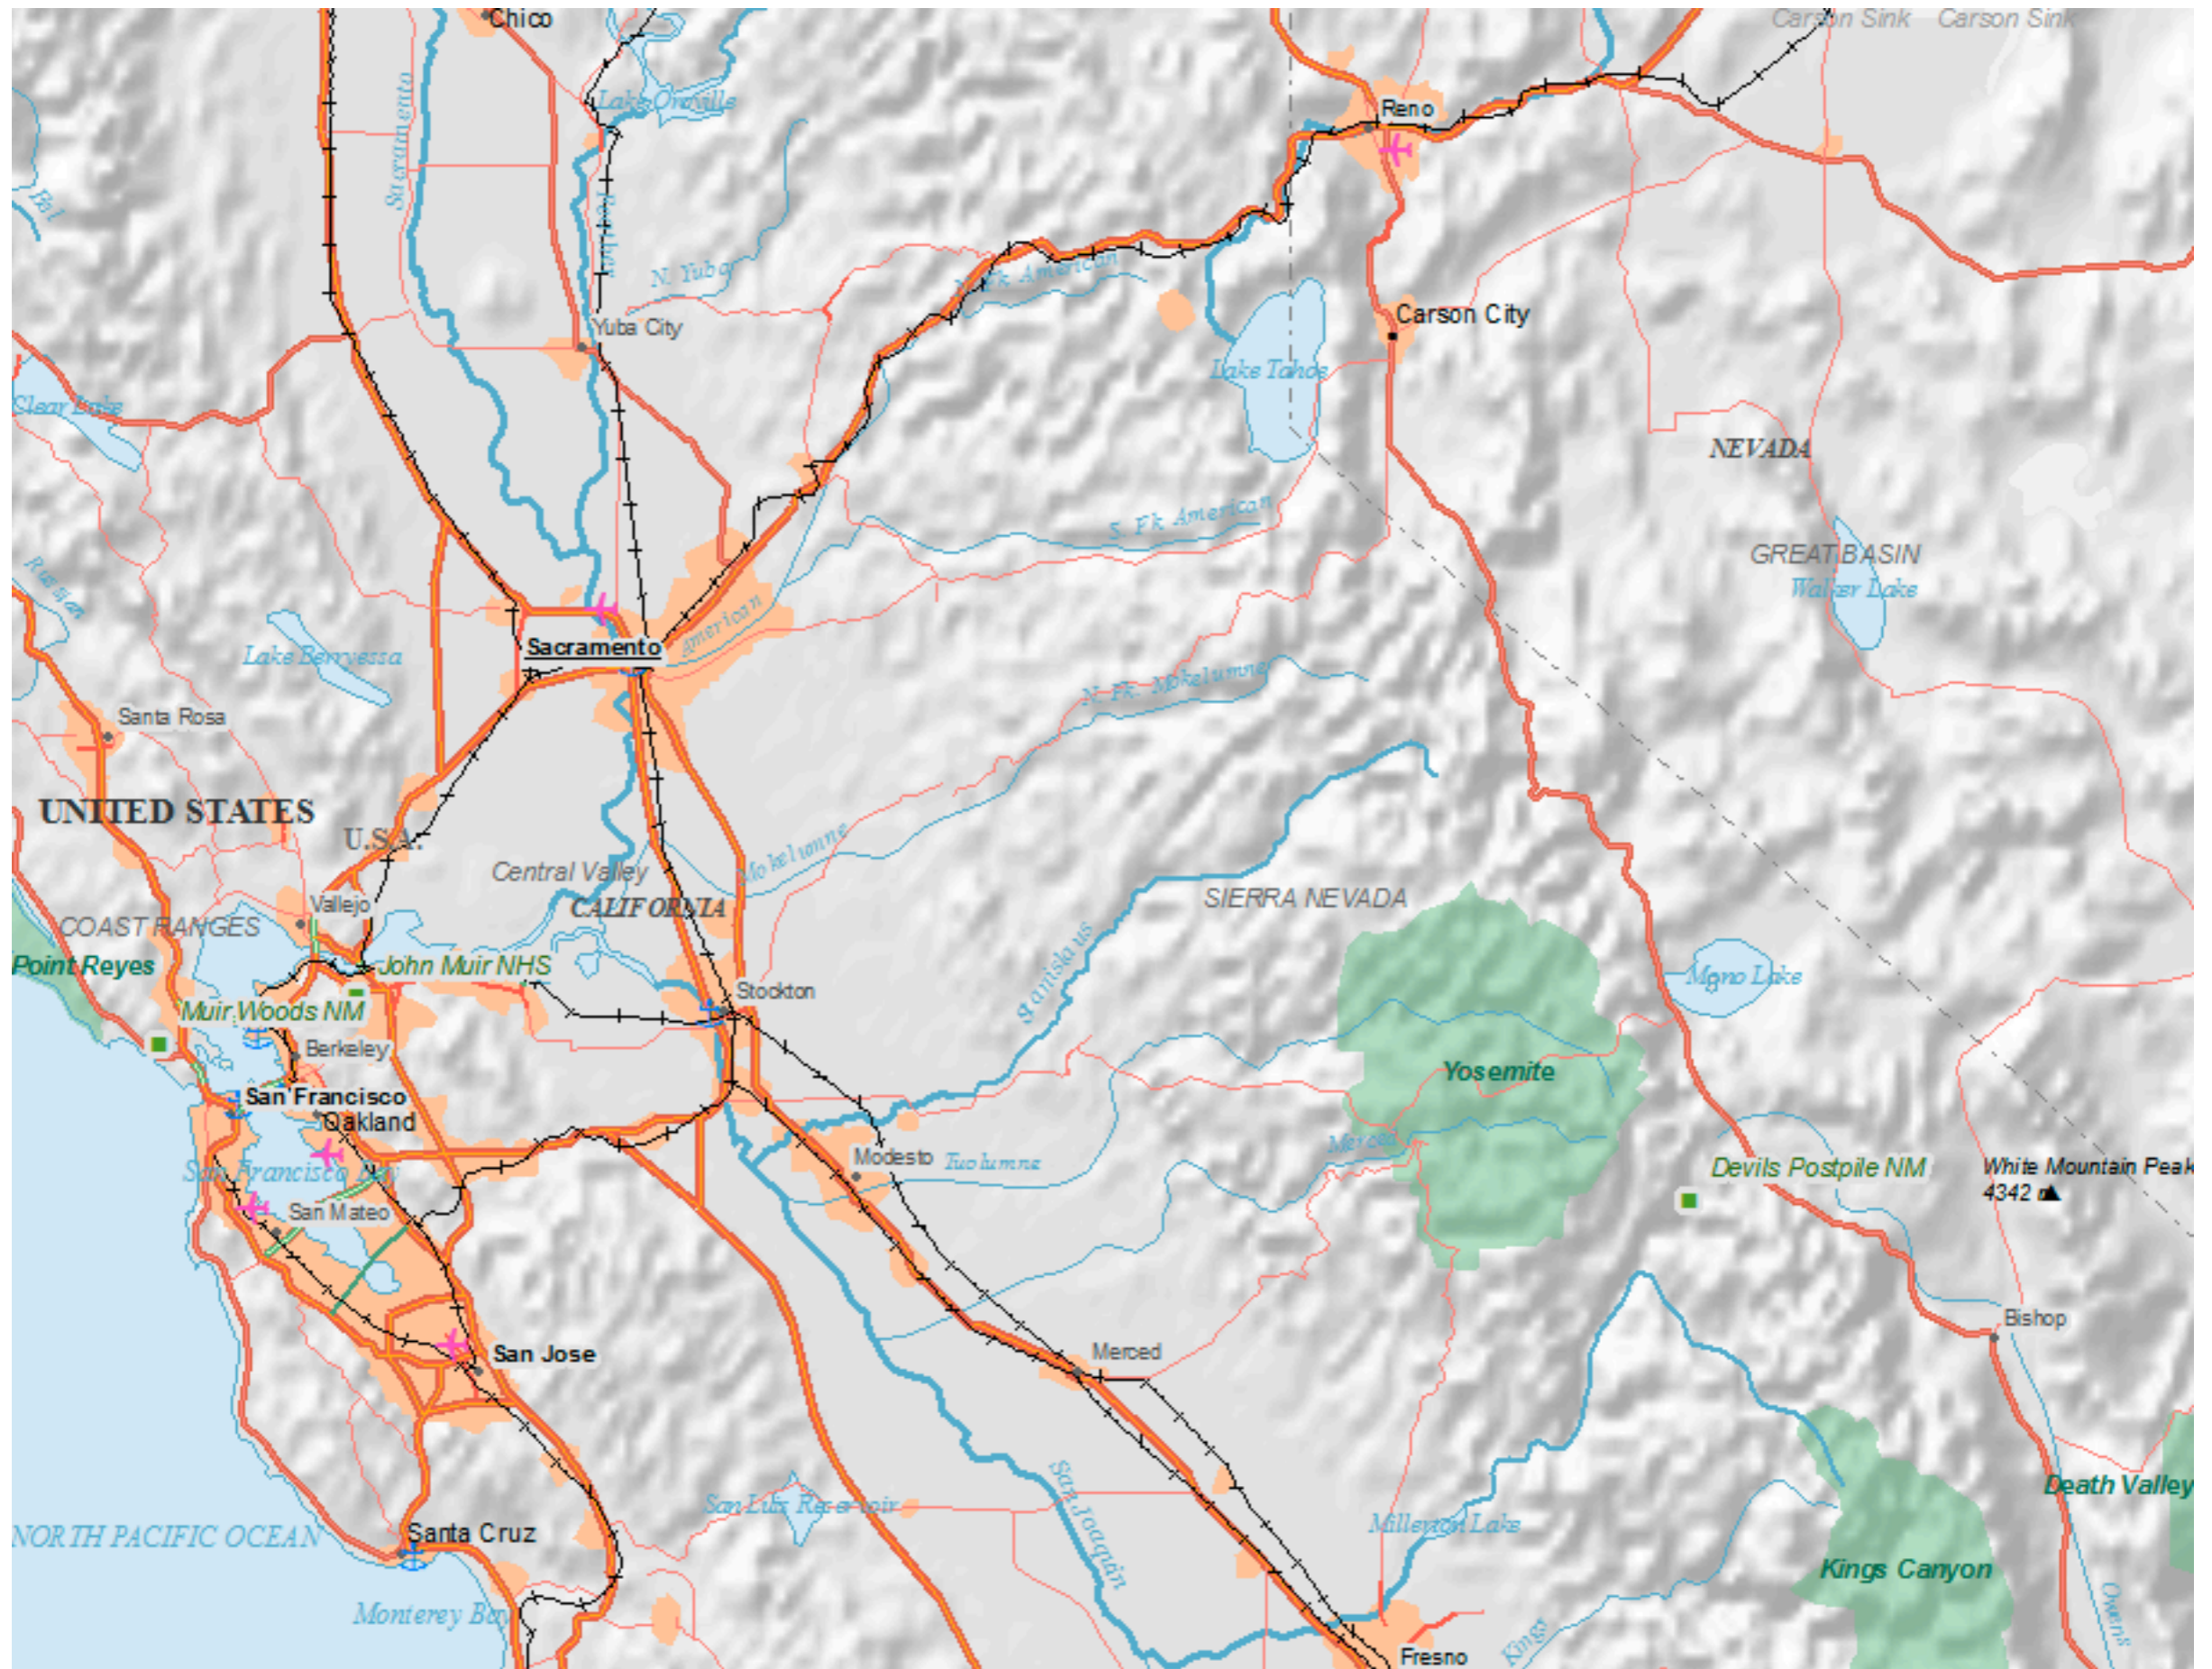 Chico
Carson Sink
Carson Sink
Sacramento
Lake Oroville
Reno
Feather
N. Yuba
N. Fk American
Yuba City
Carson City
Lake Tahoe
Clear Lake
NEVADA
S. Fk American
GREAT BASIN
Walker Lake
Russian
American
Sacramento
Lake Berryessa
N. Fk. Mokelumne
Santa Rosa
UNITED STATES
U.S.A.
Mokelumne
Central Valley
CALIFORNIA
SIERRA NEVADA
Vallejo
COAST RANGES
Point Reyes
John Muir NHS
Stanislaus
Mono Lake
Stockton
Muir Woods NM
Berkeley
Yosemite
San Francisco
Oakland
Merced
Modesto
Tuolumne
San Francisco Bay
Devils Postpile NM
White Mountain Peak
4342 m
San Mateo
Bishop
San Jose
Merced
San Joaquin
Death Valley
San Luis Reservoir
Millerton Lake
NORTH PACIFIC OCEAN
Santa Cruz
Kings Canyon
Monterey Bay
Kings
Owens
Fresno